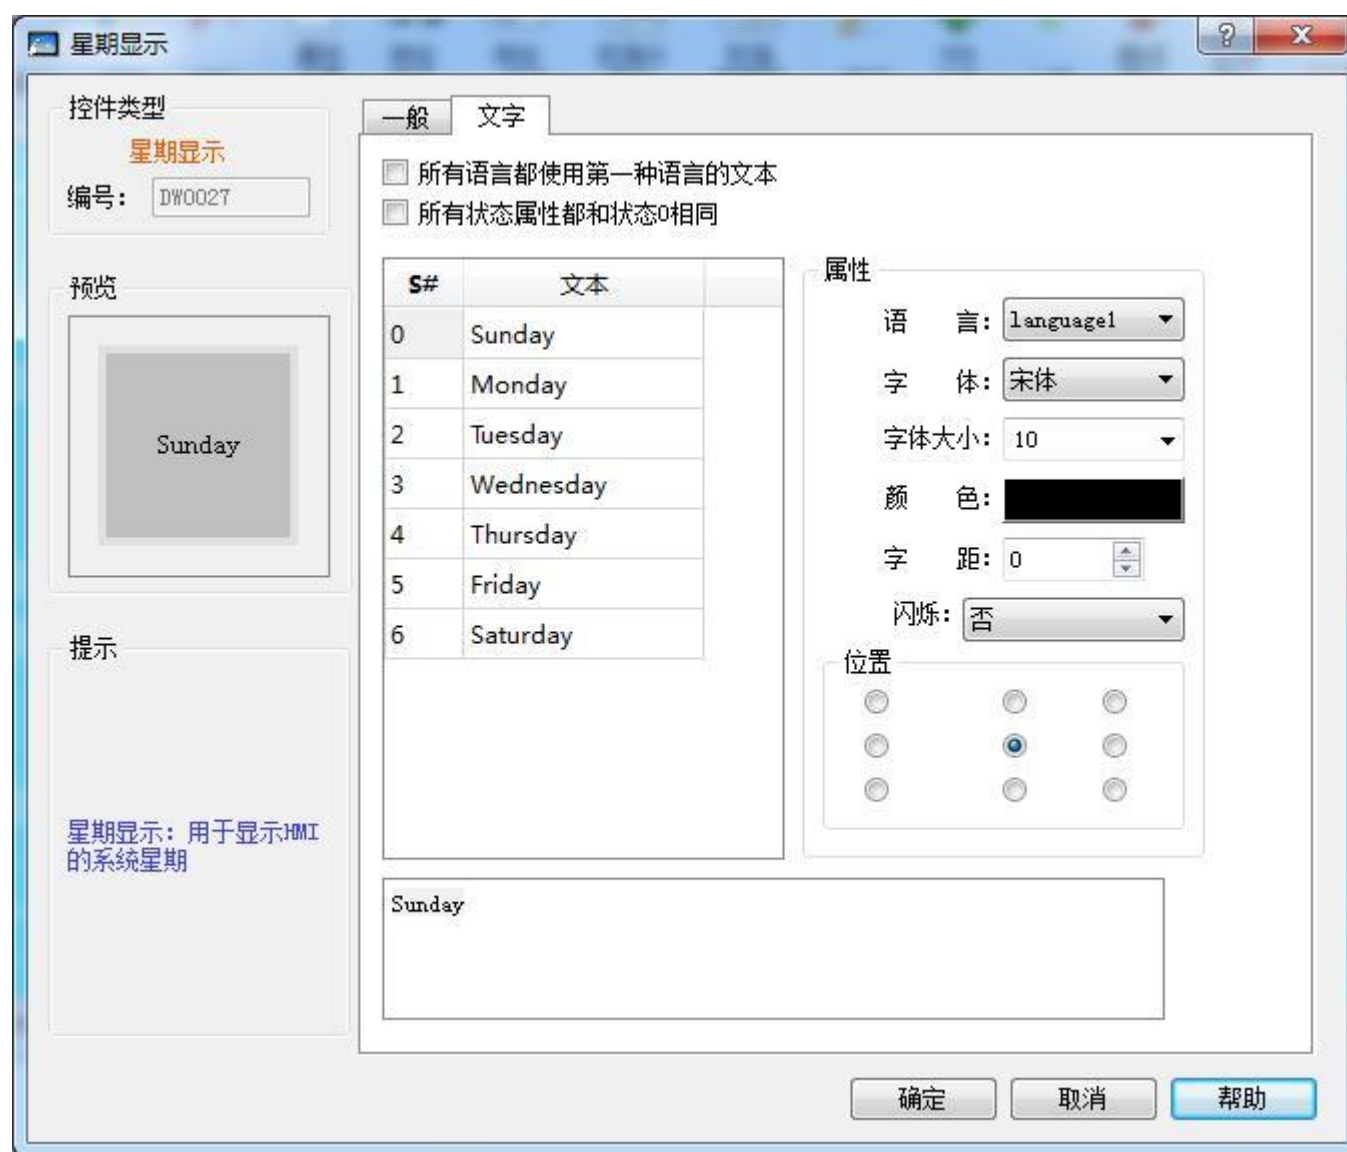 星期显示
控件类型
星期显示
编号： DW0027
预览
Sunday
提示
星期显示：用于显示HMI
的系统星期
一般 文字
所有语言都使用第一种语言的文本
所有状态属性都和状态0相同
S# 文本
0 Sunday
1 Monday
2 Tuesday
3 Wednesday
4 Thursday
5 Friday
6 Saturday
属性
语 言： language1
字 体： 宋体
字体大小： 10
颜 色：
字 距： 0
闪烁： 否
位置
Sunday
确定 取消 帮助